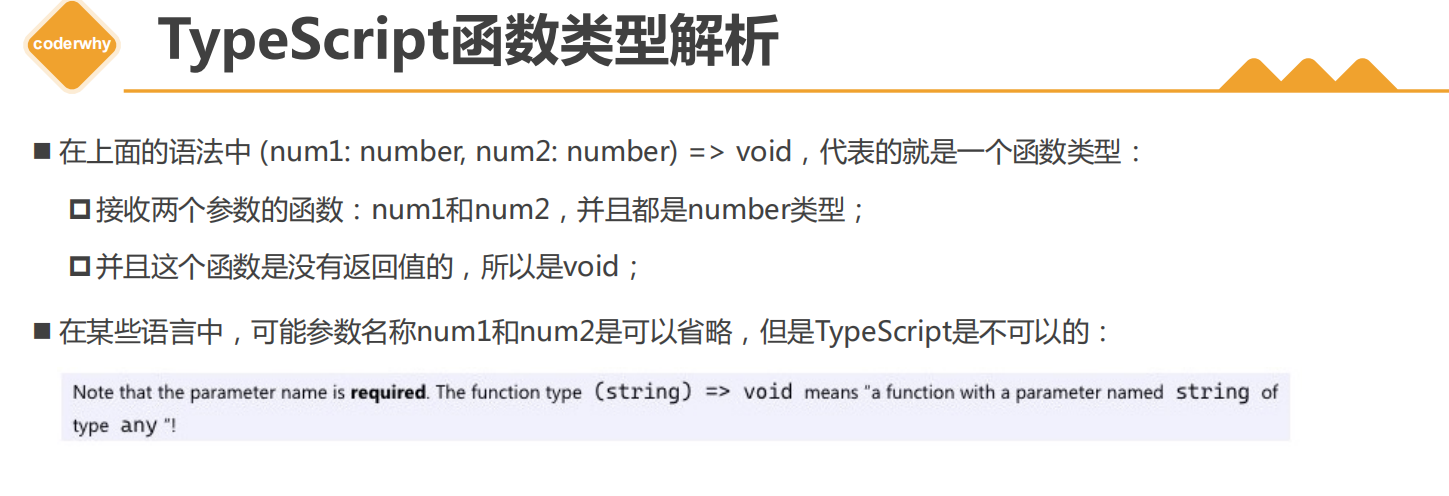 coderwhy
TypeScript函数类型解析
在上面的语法中 (num1: number, num2: number) => void，代表的就是一个函数类型：
接收两个参数的函数：num1和num2，并且都是number类型；
并且这个函数是没有返回值的，所以是void；
在某些语言中，可能参数名称num1和num2是可以省略，但是TypeScript是不可以的：
Note that the parameter name is required. The function type (string) => void means "a function with a parameter named string of
type any "!